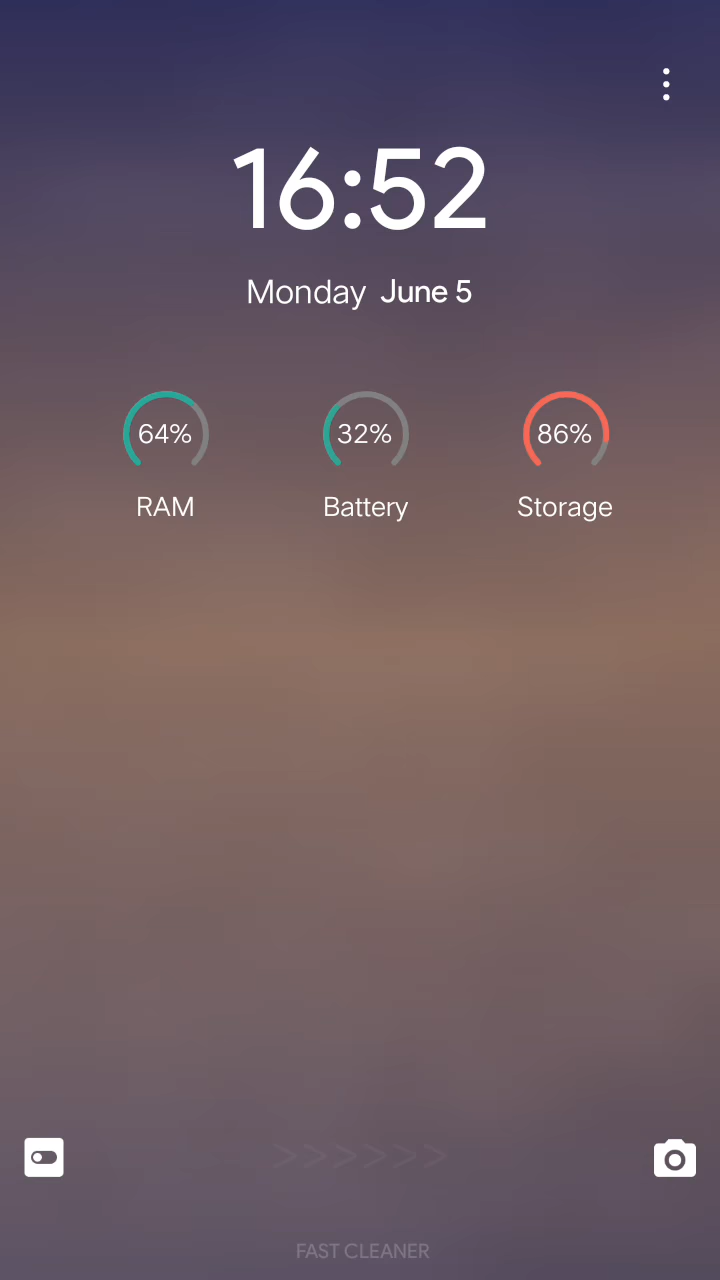 16:52
Monday June 5
64% 32% 86%
RAM Battery Storage
>>>>>>
FAST CLEANER